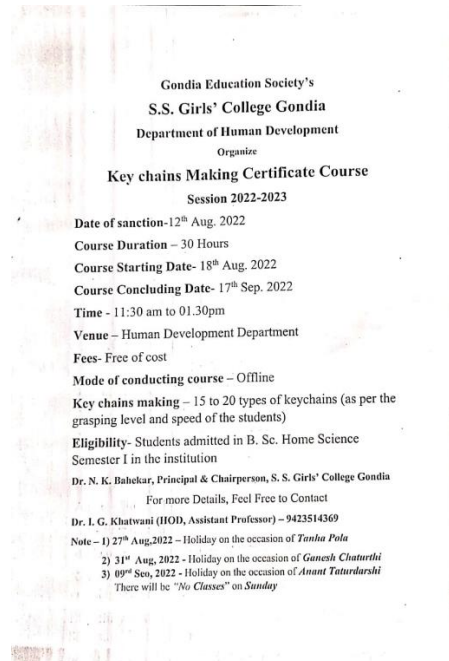 Gondia Education Society's
S.S. Girls' College Gondia
Department of Human Development
Organize
Key chains Making Certificate Course
Session 2022-2023
Date of sanction-12th Aug. 2022
Course Duration – 30 Hours
Course Starting Date- 18th Aug. 2022
Course Concluding Date- 17th Sep. 2022
Time - 11:30 am to 01.30pm
Venue – Human Development Department
Fees- Free of cost
Mode of conducting course – Offline
Key chains making – 15 to 20 types of keychains (as per the
grasping level and speed of the students)
Eligibility- Students admitted in B. Sc. Home Science
Semester I in the institution
Dr. N. K. Bahekar, Principal & Chairperson, S. S. Girls' College Gondia
For more Details, Feel Free to Contact
Dr. I. G. Khatwani (HOD, Assistant Professor) – 9423514369
Note – 1) 27th Aug,2022 – Holiday on the occasion of Tanha Pola
2) 31st Aug, 2022 - Holiday on the occasion of Ganesh Chaturthi
3) 09rd Seo, 2022 - Holiday on the occasion of Anant Taturdarshi
There will be "No Classes" on Sunday